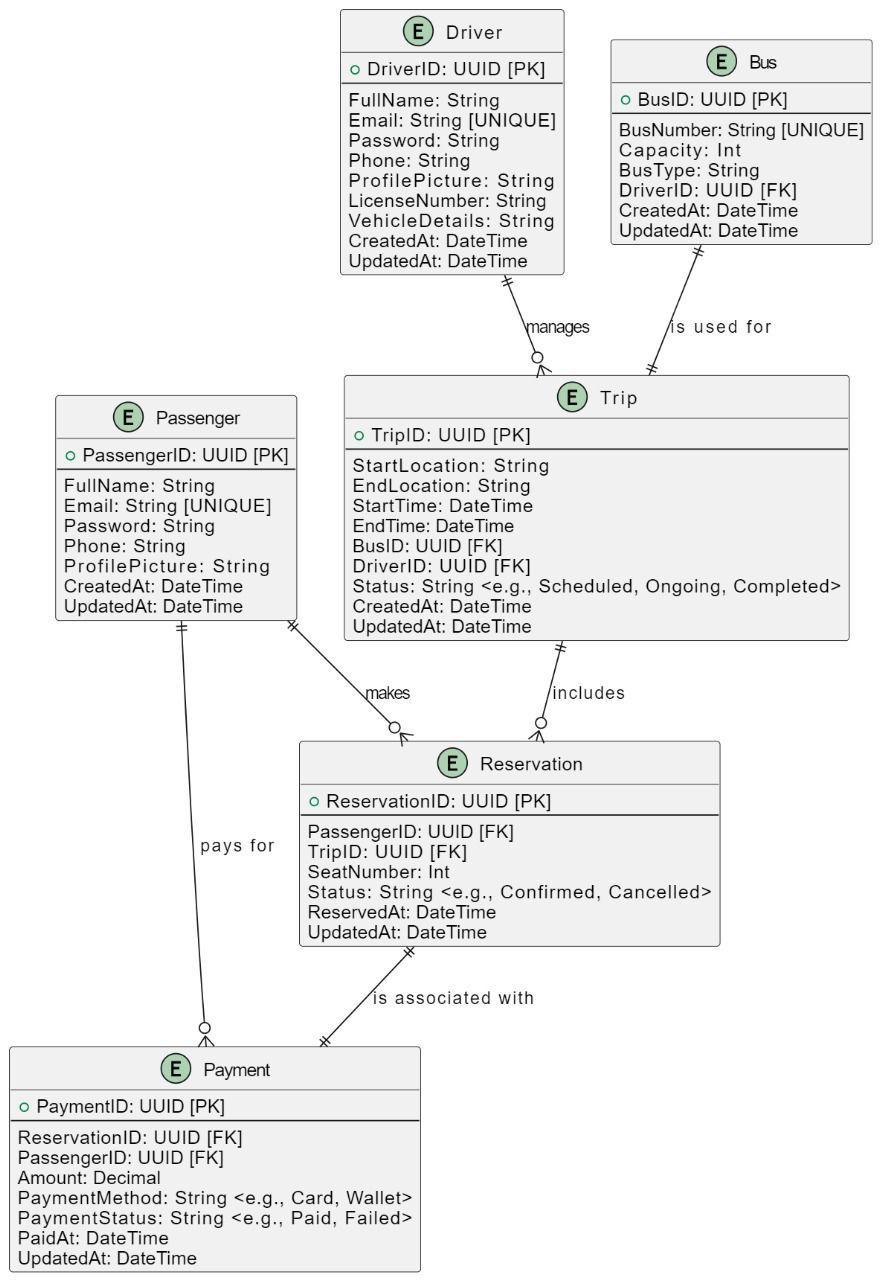 E Driver
DriverID: UUID [PK]
FullName: String
Email: String [UNIQUE]
Password: String
Phone: String
ProfilePicture: String
LicenseNumber: String
VehicleDetails: String
CreatedAt: DateTime
UpdatedAt: DateTime
E Bus
BusID: UUID [PK]
BusNumber: String [UNIQUE]
Capacity: Int
BusType: String
DriverID: UUID [FK]
CreatedAt: DateTime
UpdatedAt: DateTime
manages
is used for
E Passenger
PassengerID: UUID [PK]
FullName: String
Email: String [UNIQUE]
Password: String
Phone: String
ProfilePicture: String
CreatedAt: DateTime
UpdatedAt: DateTime
E Trip
TripID: UUID [PK]
StartLocation: String
EndLocation: String
StartTime: DateTime
EndTime: DateTime
BusID: UUID [FK]
DriverID: UUID [FK]
Status: String <e.g., Scheduled, Ongoing, Completed>
CreatedAt: DateTime
UpdatedAt: DateTime
makes
includes
E Reservation
ReservationID: UUID [PK]
PassengerID: UUID [FK]
TripID: UUID [FK]
SeatNumber: Int
Status: String <e.g., Confirmed, Cancelled>
ReservedAt: DateTime
UpdatedAt: DateTime
pays for
is associated with
E Payment
PaymentID: UUID [PK]
ReservationID: UUID [FK]
PassengerID: UUID [FK]
Amount: Decimal
PaymentMethod: String <e.g., Card, Wallet>
PaymentStatus: String <e.g., Paid, Failed>
PaidAt: DateTime
UpdatedAt: DateTime